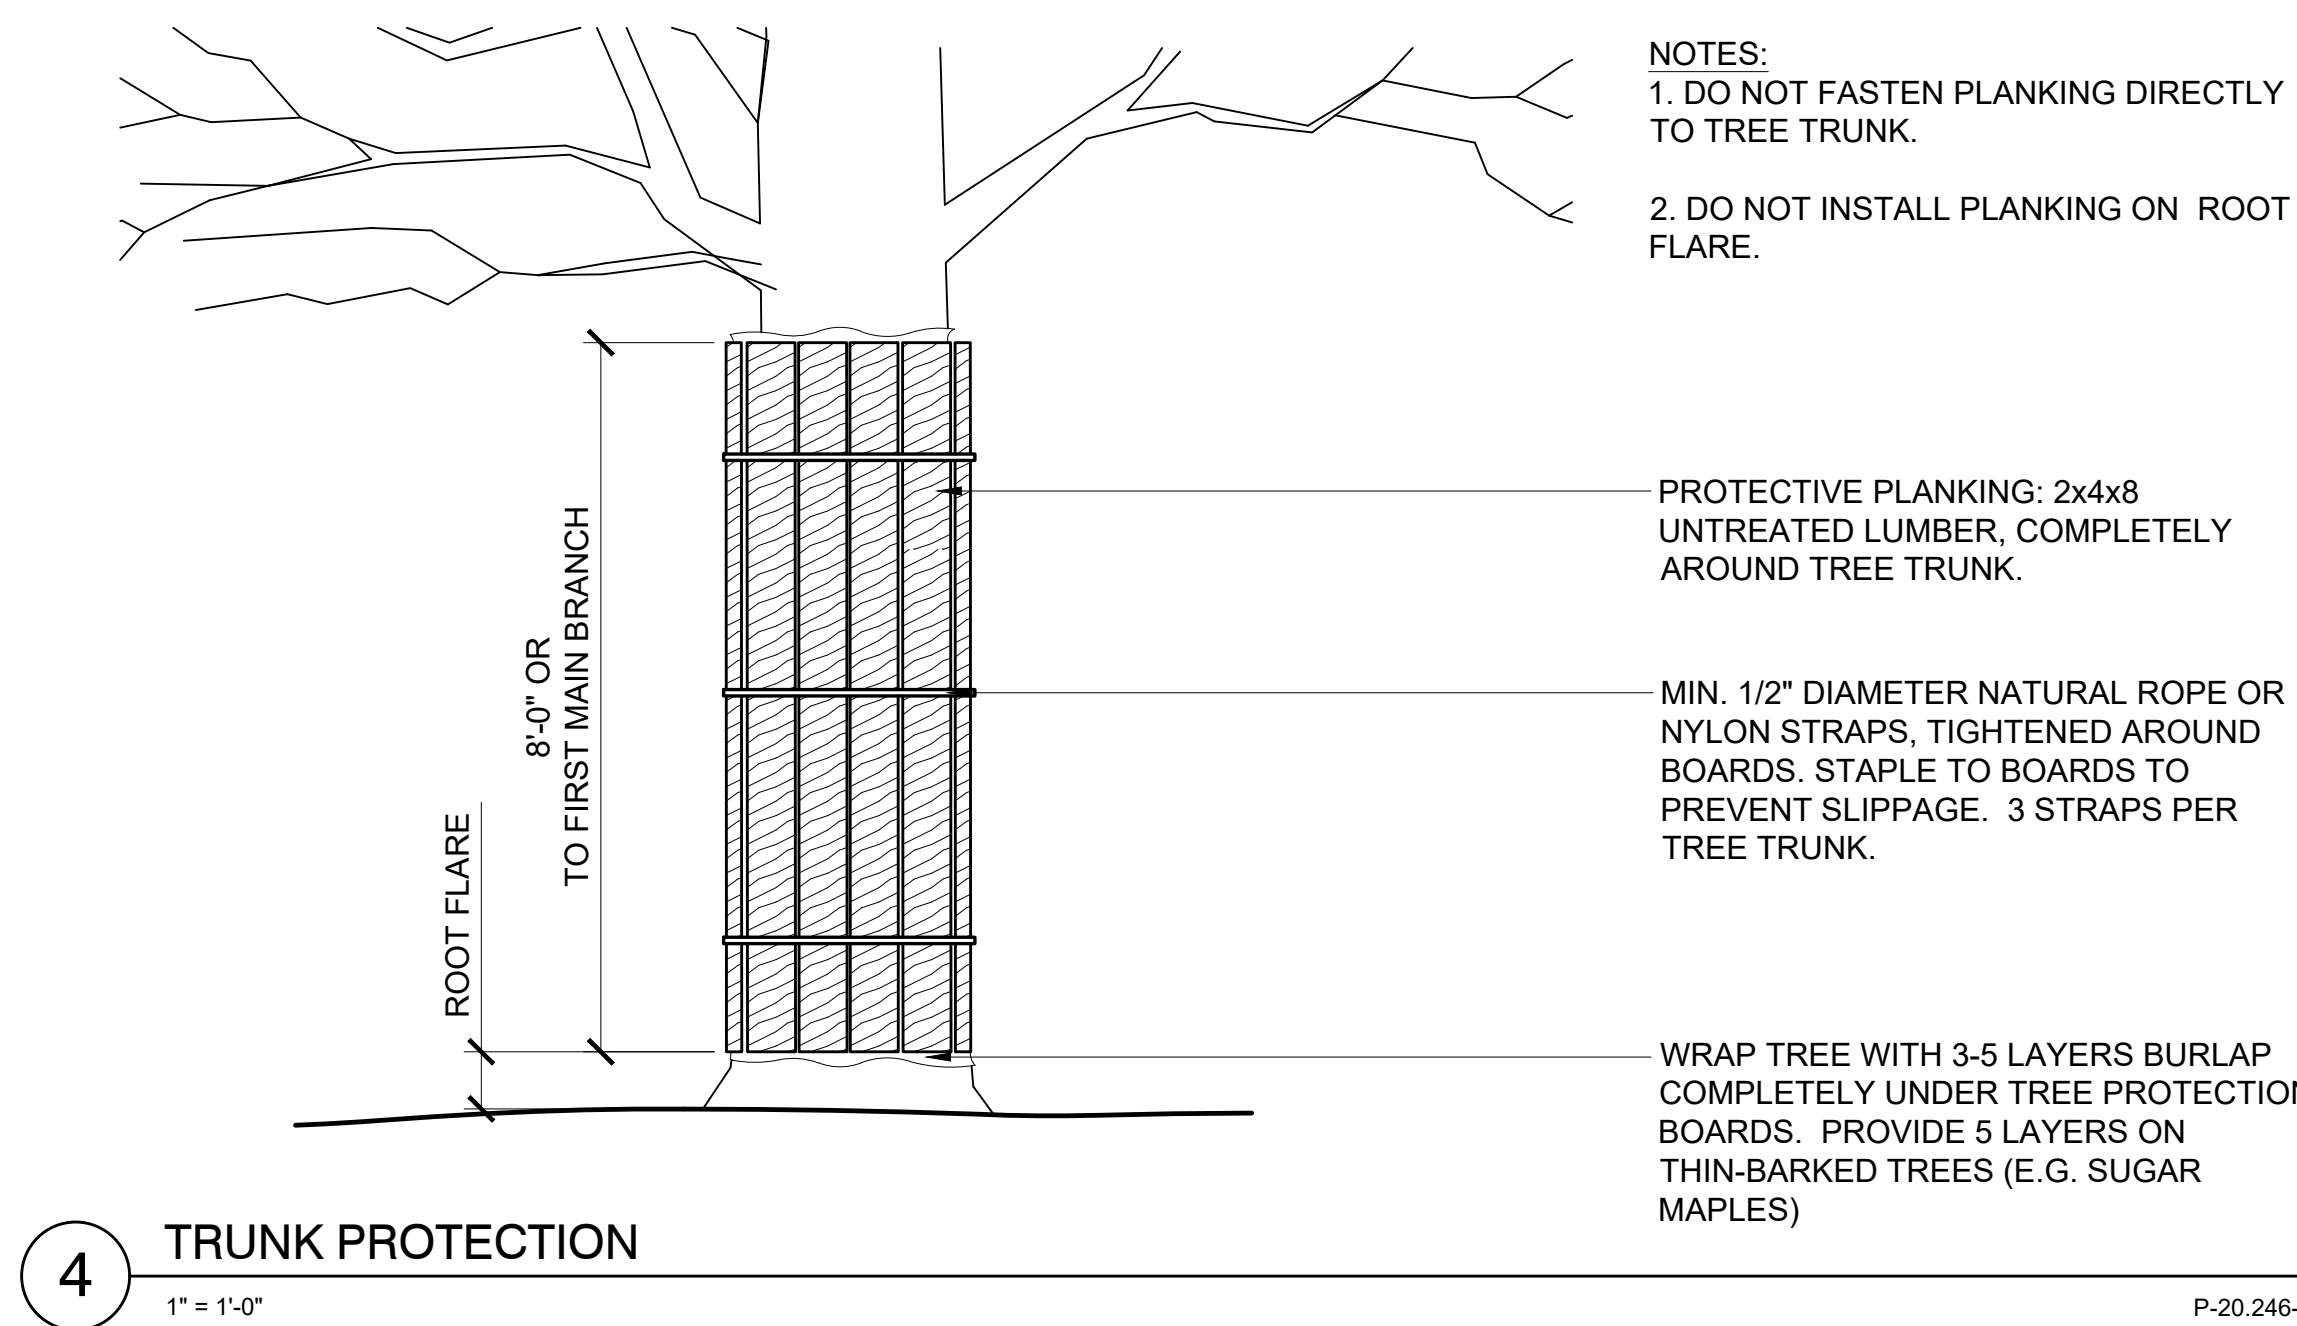 NOTES:
1. DO NOT FASTEN PLANKING DIRECTLY
TO TREE TRUNK.
2. DO NOT INSTALL PLANKING ON  ROOT
FLARE.
PROTECTIVE PLANKING: 2x4x8
UNTREATED LUMBER, COMPLETELY
AROUND TREE TRUNK.
8'-0" OR
TO FIRST MAIN BRANCH
MIN. 1/2" DIAMETER NATURAL ROPE OR
NYLON STRAPS, TIGHTENED AROUND
BOARDS. STAPLE TO BOARDS TO
PREVENT SLIPPAGE.  3 STRAPS PER
TREE TRUNK.
ROOT FLARE
WRAP TREE WITH 3-5 LAYERS BURLAP
COMPLETELY UNDER TREE PROTECTION
BOARDS.  PROVIDE 5 LAYERS ON
THIN-BARKED TREES (E.G. SUGAR
MAPLES)
4
TRUNK PROTECTION
1" = 1'-0"
P-20.246-